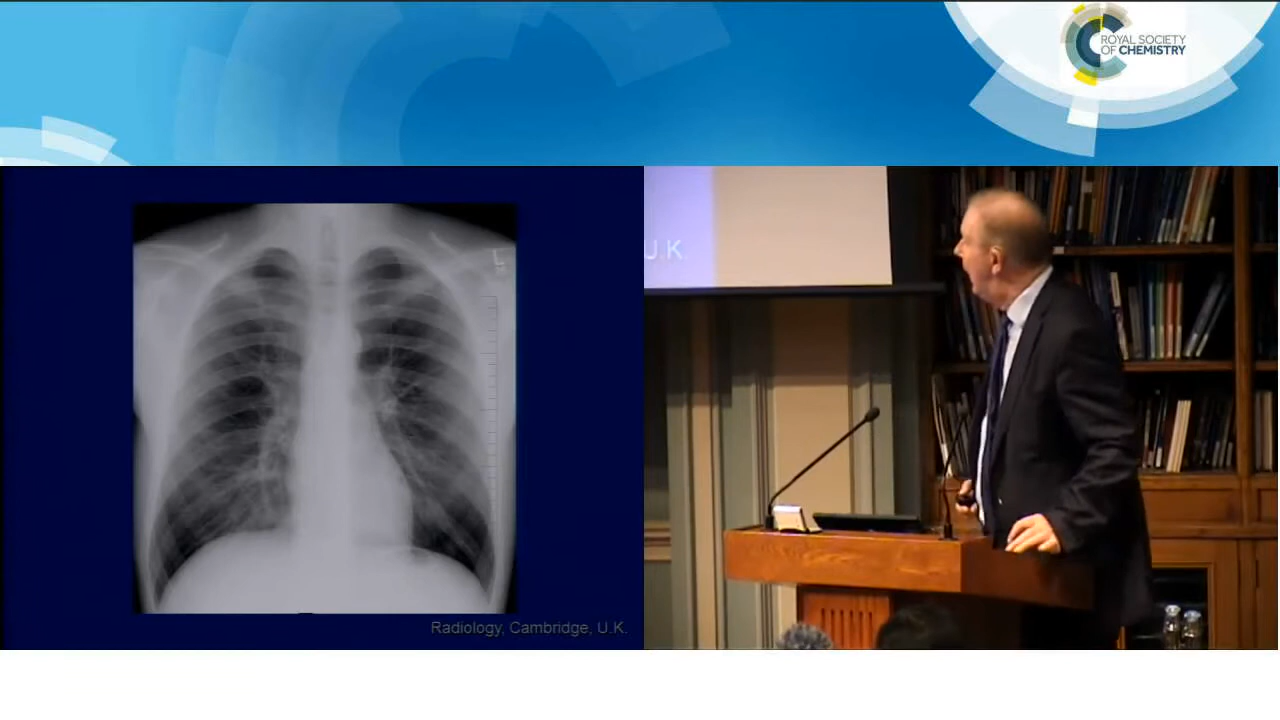 ROYAL SOCIETY
OF CHEMISTRY
L
Radiology, Cambridge, U.K.
U.K.